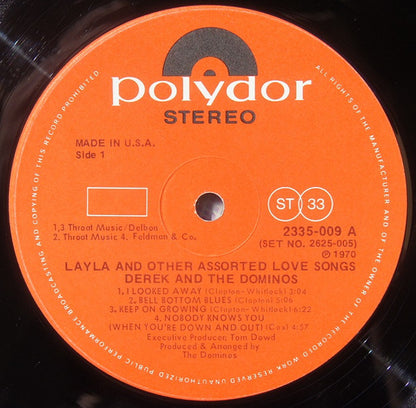 polydor
STEREO
MADE IN U.S.A.
Side 1
ST 33
1,3 Throat Music/Delbon
2. Throat Music 4. Feldman & Co.
2335-009 A
(SET NO. 2625-005)
℗ 1970
LAYLA AND OTHER ASSORTED LOVE SONGS
DEREK AND THE DOMINOS
1. I LOOKED AWAY (Clapton-Whitlock) 3:04
2. BELL BOTTOM BLUES (Clapton) 5:06
3. KEEP ON GROWING (Clapton-Whitlock) 6:22
4. NOBODY KNOWS YOU
(WHEN YOU'RE DOWN AND OUT) (Cox) 4:57
Executive Producer, Tom Dowd
Produced & Arranged by
The Dominos
ALL RIGHTS OF THE MANUFACTURER AND OF THE OWNER OF THE RECORDED WORK RESERVED UNAUTHORIZED PUBLIC PERFORMANCE BROADCASTING AND COPYING OF THIS RECORD PROHIBITED